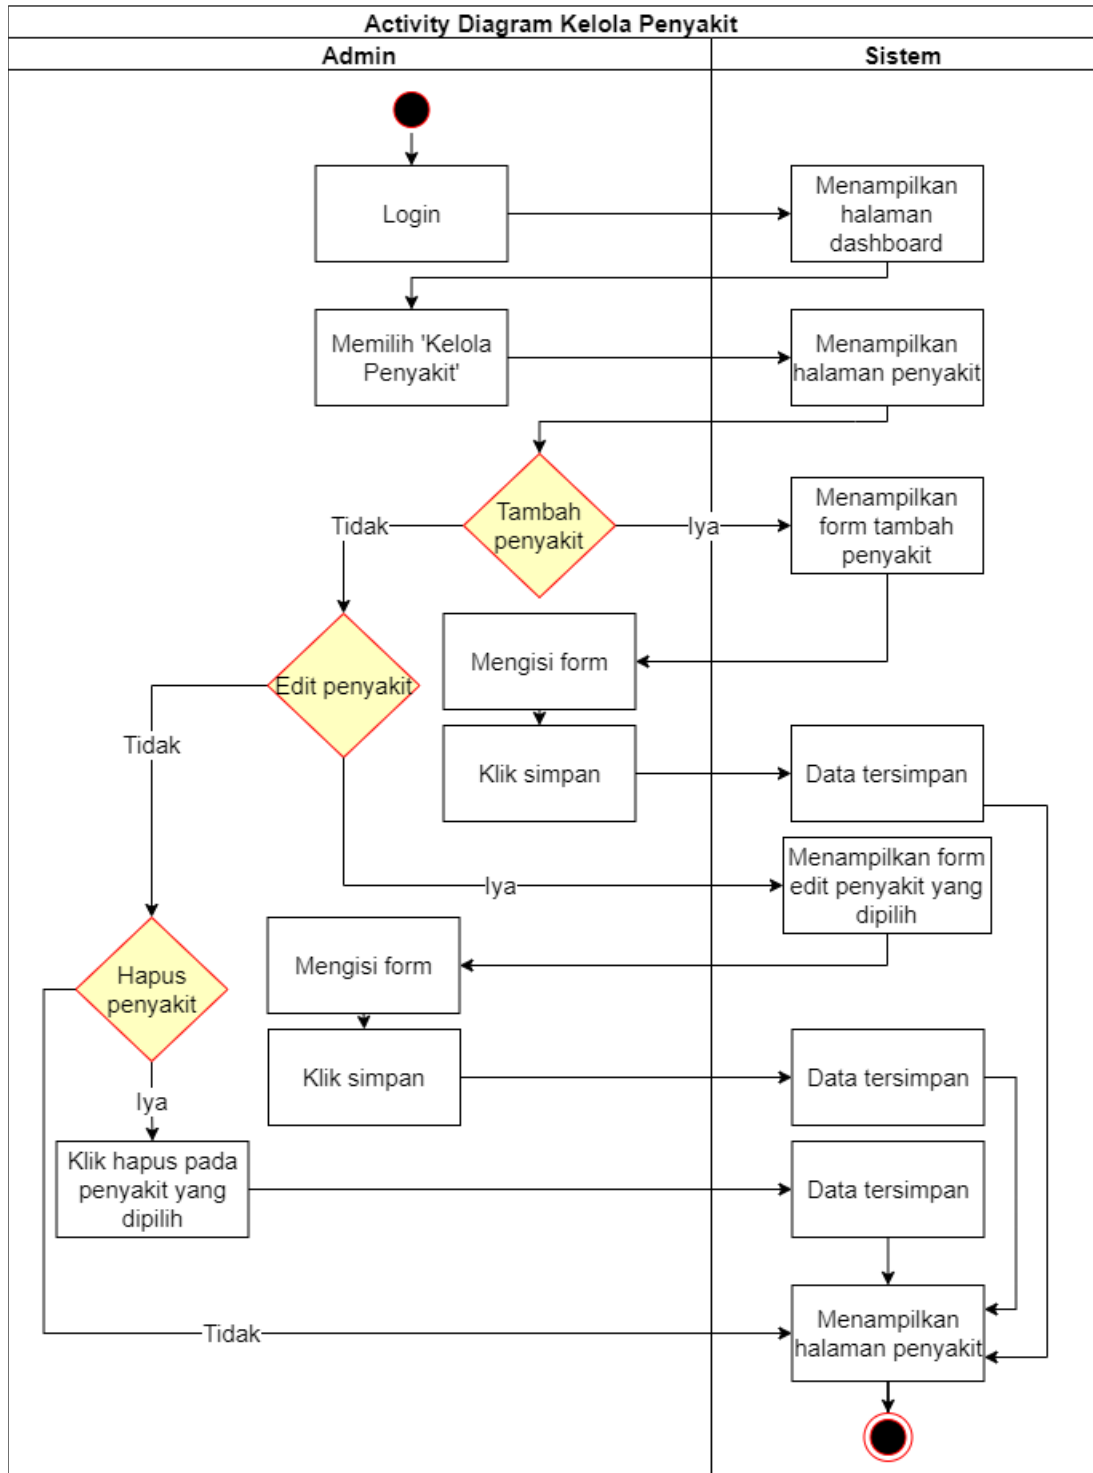 Activity Diagram Kelola Penyakit
Admin
Sistem
Login
Menampilkan
halaman
dashboard
Memilih 'Kelola
Penyakit'
Menampilkan
halaman penyakit
Tambah
penyakit
Tidak
Iya
Menampilkan
form tambah
penyakit
Mengisi form
Edit penyakit
Tidak
Klik simpan
Data tersimpan
Iya
Menampilkan form
edit penyakit yang
dipilih
Mengisi form
Hapus
penyakit
Klik simpan
Data tersimpan
Iya
Klik hapus pada
penyakit yang
dipilih
Data tersimpan
Tidak
Menampilkan
halaman penyakit